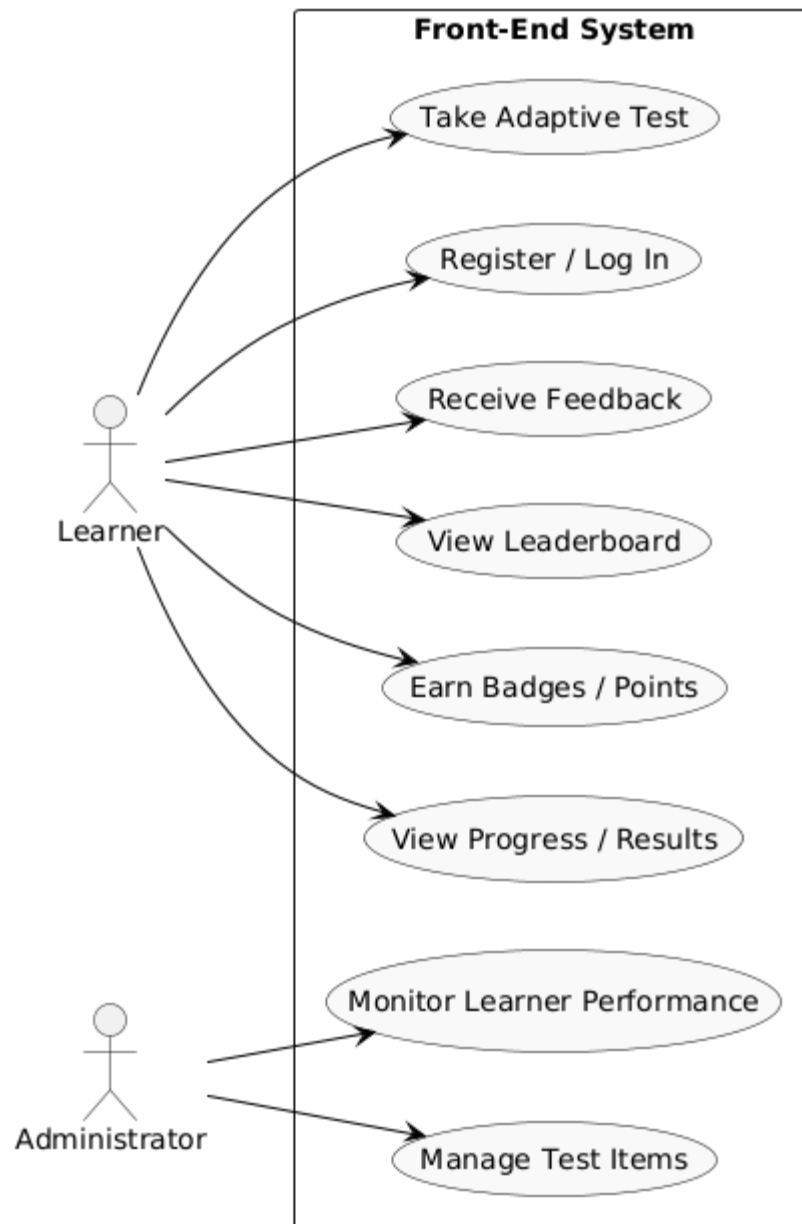 Front-End System
Take Adaptive Test
Register / Log In
Receive Feedback
View Leaderboard
Learner
Earn Badges / Points
View Progress / Results
Monitor Learner Performance
Administrator
Manage Test Items